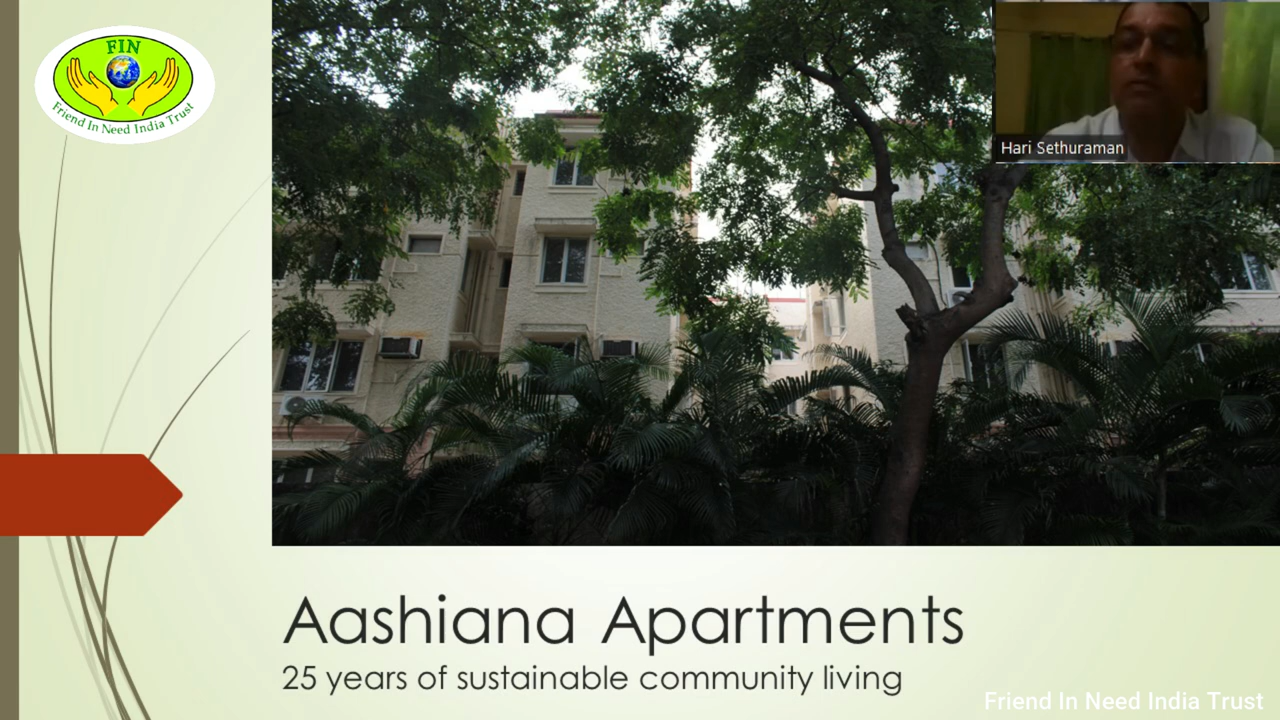 FIN
Friend In Need India Trust
Hari Sethuraman
Aashiana Apartments
25 years of sustainable community living
Friend In Need India Trust